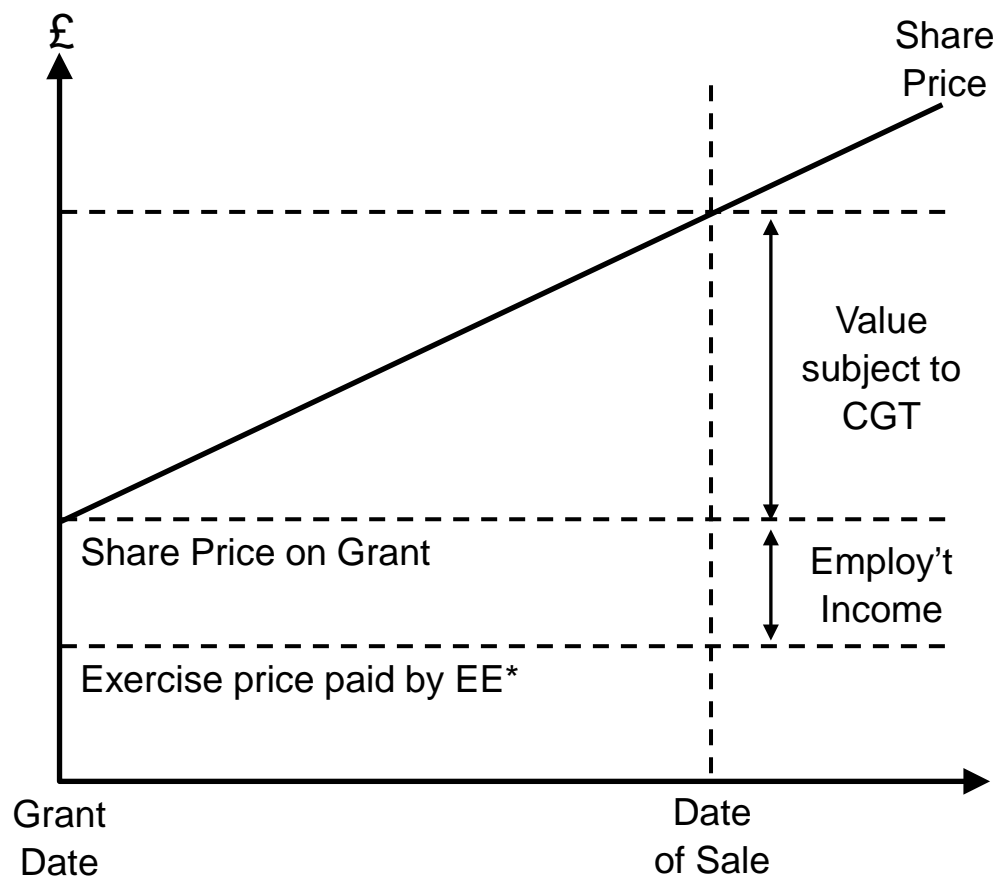 £
Share
Price
Value
subject to
CGT
Share Price on Grant
Employ’t
Income
Exercise price paid by EE*
Grant
Date
Date
of Sale